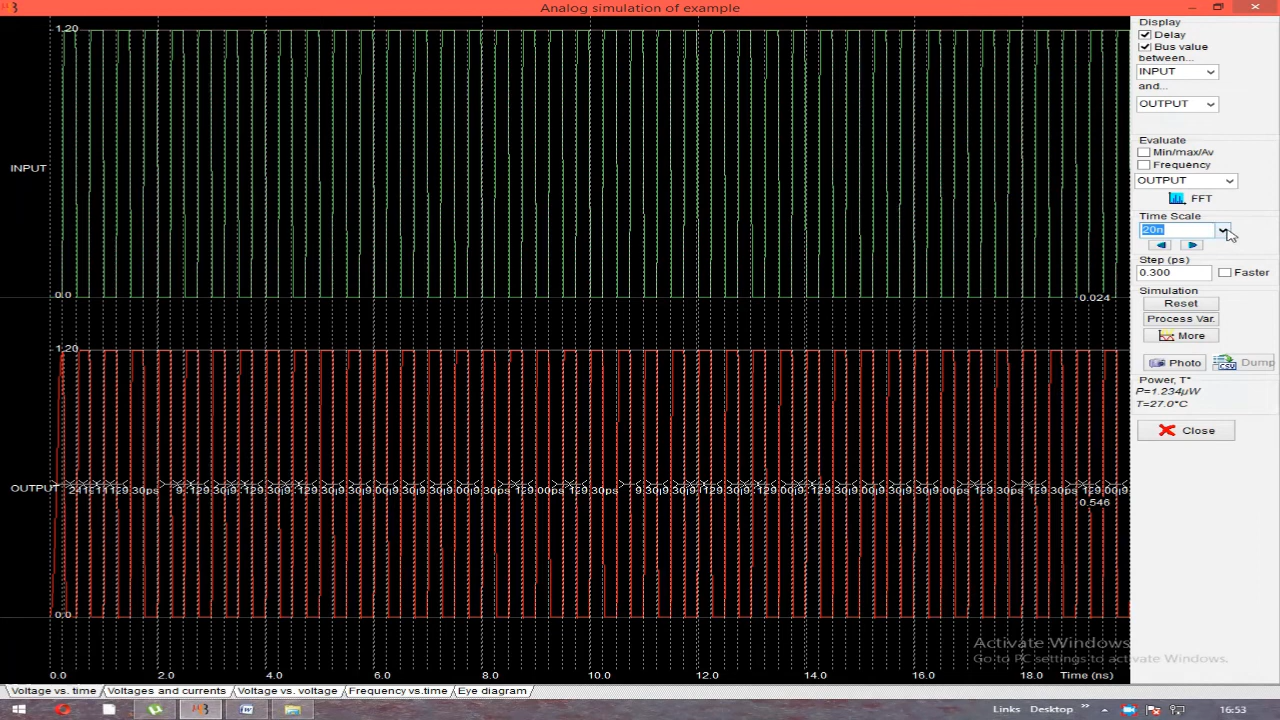 Analog simulation of example
Display
Delay
Bus value
between...
INPUT
and...
OUTPUT
Evaluate
Min/max/Av
Frequency
OUTPUT
FFT
Time Scale
20n
Step (ps)
0.300
Faster
Simulation
Reset
Process Var.
More
Photo
CSV
Dump
Power, T°
P=1.234µW
T=27.0°C
Close
1.20
INPUT
0.0
0.024
1.20
OUTPUT
0.546
0.0
0.0 2.0 4.0 6.0 8.0 10.0 12.0 14.0 16.0 18.0 Time (ns)
Activate Windows
Go to PC settings to activate Windows.
Voltage vs. time Voltages and currents Voltage vs. voltage Frequency vs.time Eye diagram
Links Desktop » 16:53